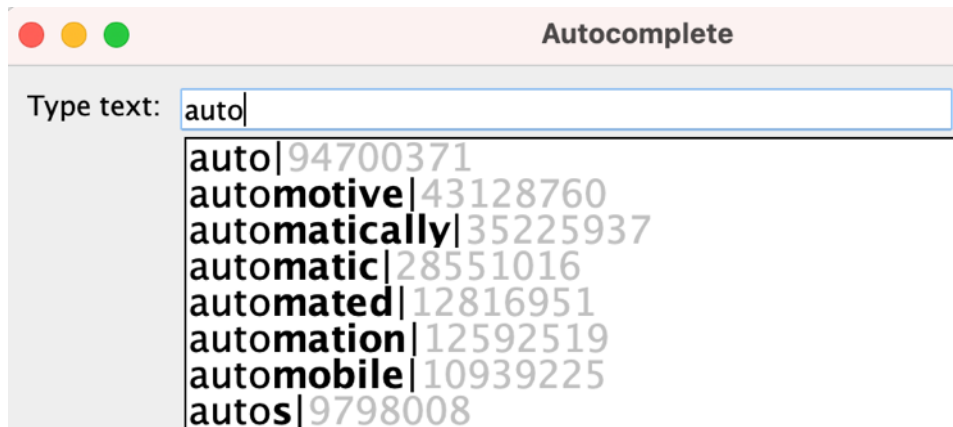 Autocomplete
Type text: auto
auto|94700371
automotive|43128760
automatically|35225937
automatic|28551016
automated|12816951
automation|12592519
automobile|10939225
autos|9798008